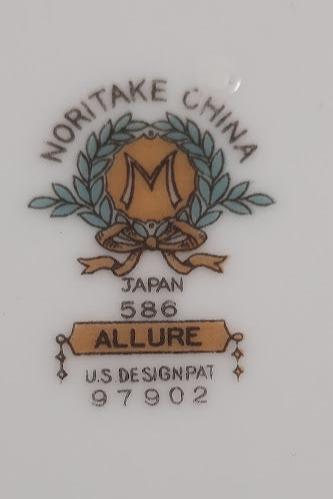 NORITAKE CHINA
M
JAPAN
586
ALLURE
U.S. DESIGN PAT
97902